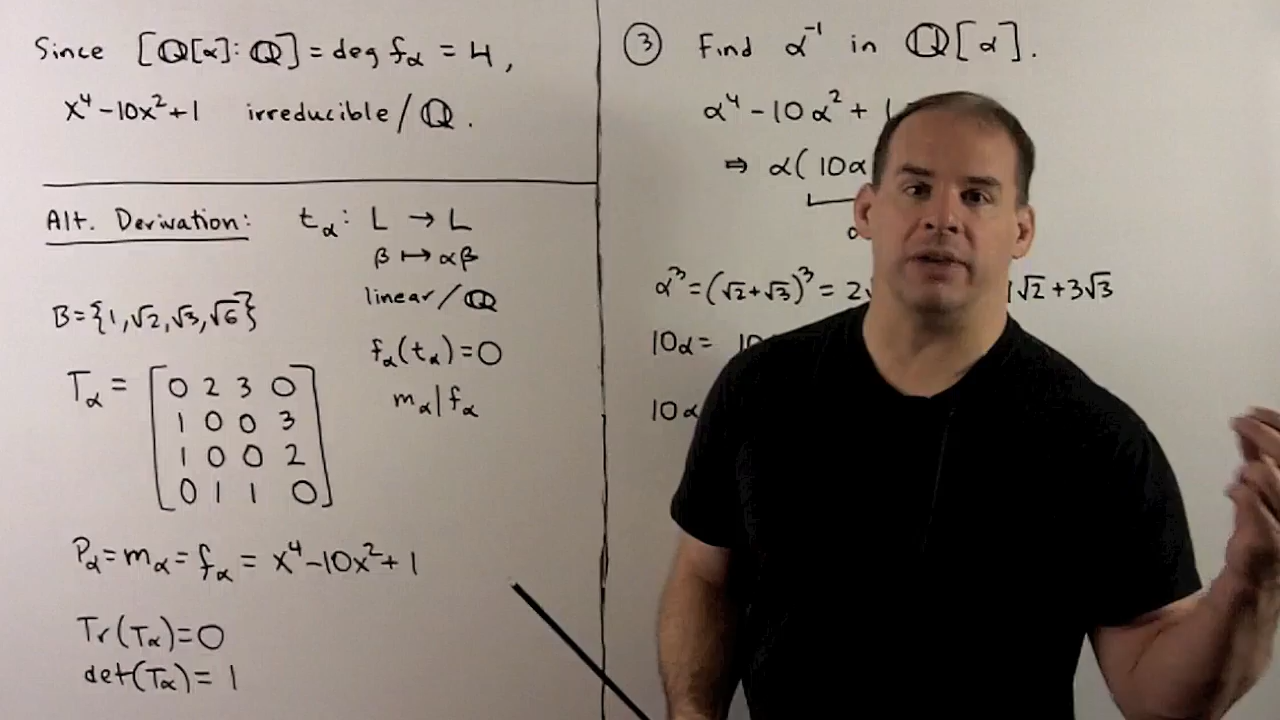 Since [ℚ[α]:ℚ] = deg f_α = 4,
x⁴ - 10x² + 1 irreducible / ℚ.
Alt. Derivation: t_α: L → L
β ↦ αβ
linear/ℚ
B = {1, √2, √3, √6}
f_α(t_α) = 0
m_α | f_α
T_α = [ 0 2 3 0
1 0 0 3
1 0 0 2
0 1 1 0 ]
P_α = m_α = f_α = x⁴ - 10x² + 1
Tr(T_α) = 0
det(T_α) = 1
③ Find α⁻¹ in ℚ[α].
α⁴ - 10α² + 1
⇒ α( 10α
α³ = (√2+√3)³ = 2 √2 + 3√3
10α = 10
10α